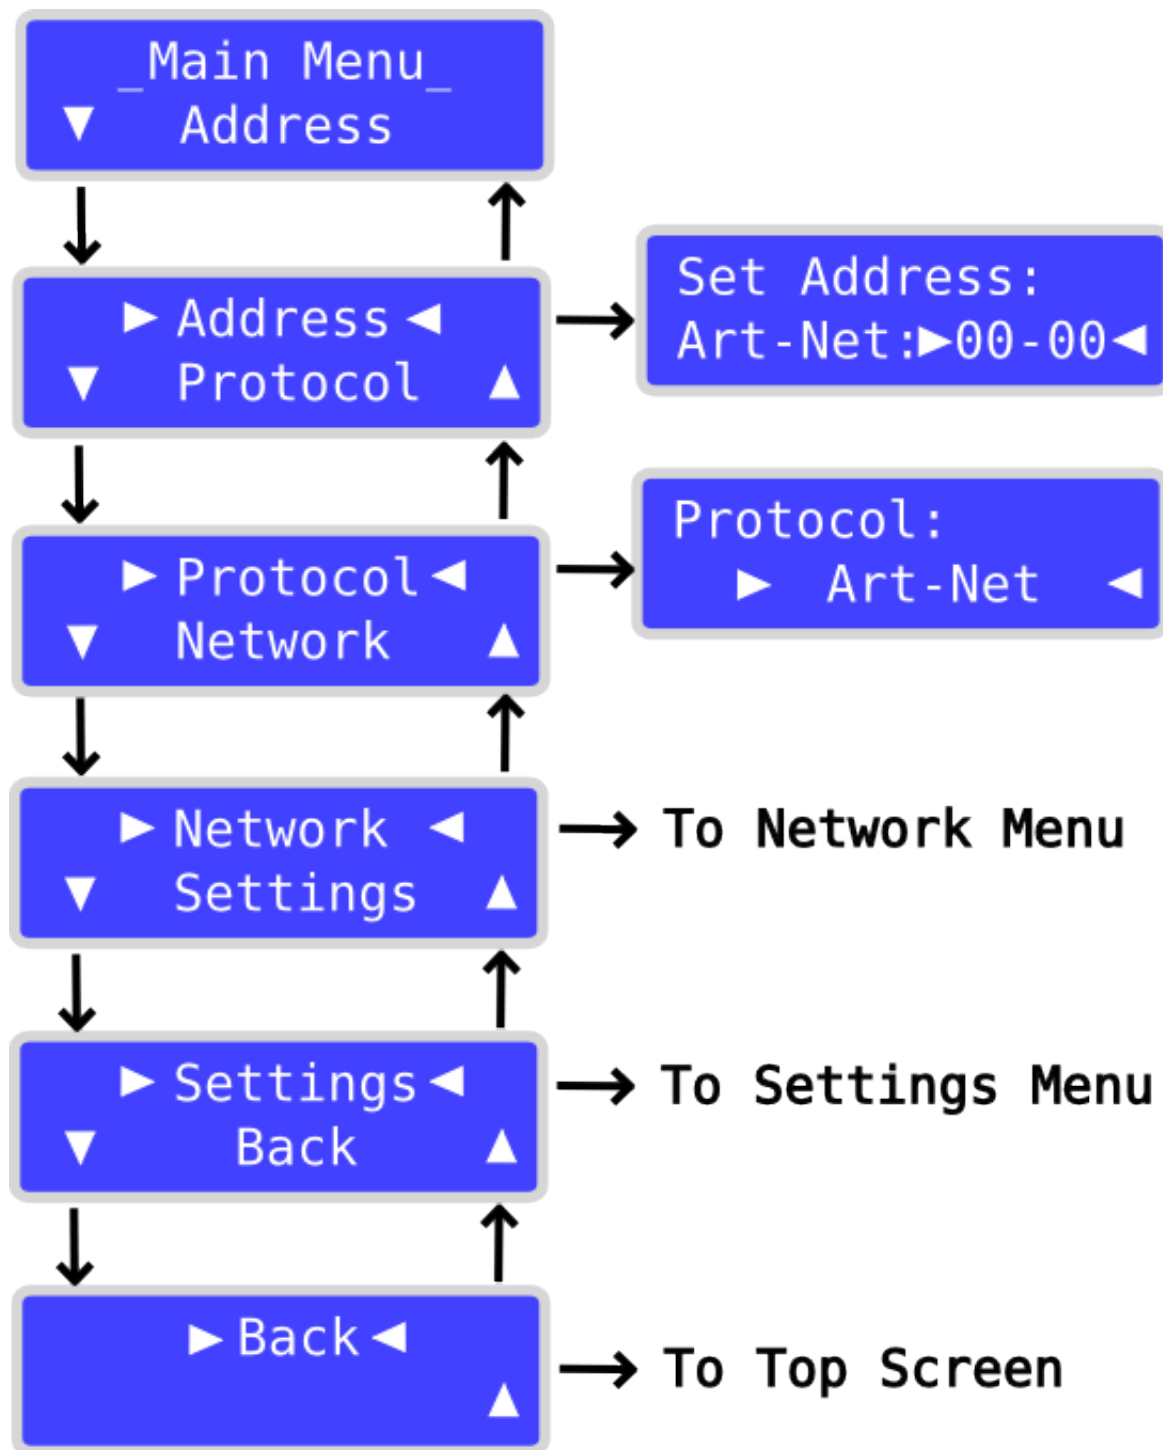 _Main Menu_
▼ Address
►Address◄
▼ Protocol ▲
Set Address:
Art-Net:►00-00◄
►Protocol◄
▼ Network ▲
Protocol:
► Art-Net ◄
►Network ◄
▼ Settings ▲
To Network Menu
►Settings◄
▼ Back ▲
To Settings Menu
►Back◄
▲
To Top Screen